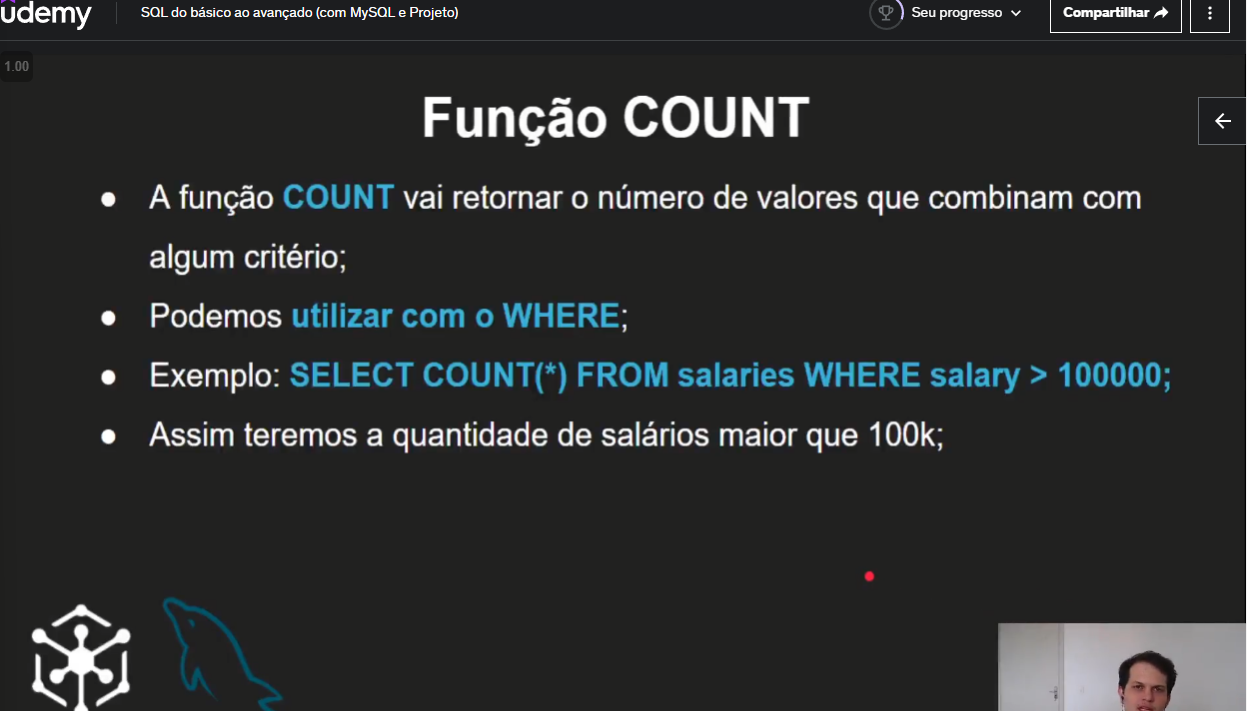 udemy
SQL do básico ao avançado (com MySQL e Projeto)
Seu progresso
Compartilhar
1.00
Função COUNT
A função COUNT vai retornar o número de valores que combinam com
algum critério;
Podemos utilizar com o WHERE;
Exemplo: SELECT COUNT(*) FROM salaries WHERE salary > 100000;
Assim teremos a quantidade de salários maior que 100k;